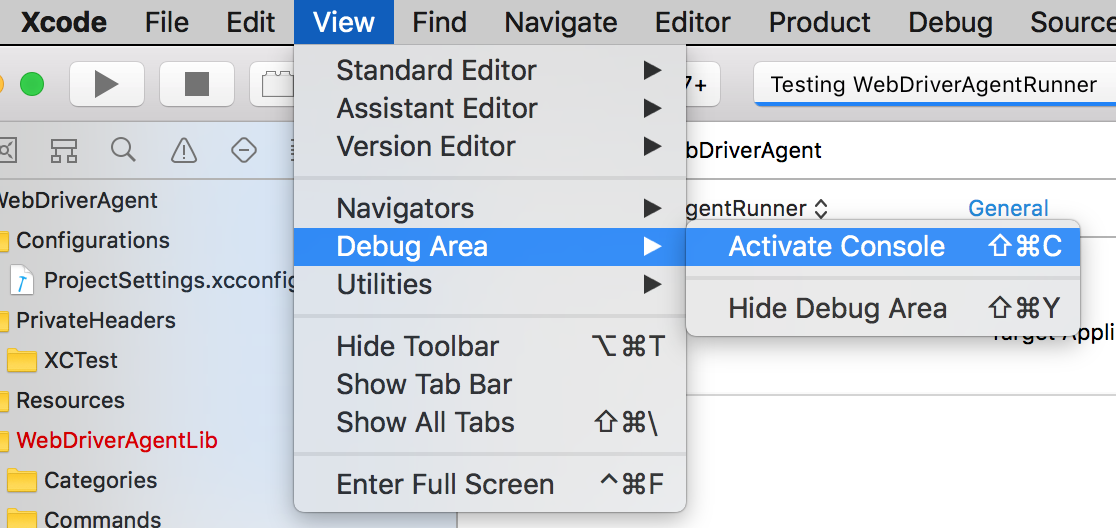 Xcode File Edit View Find Navigate Editor Product Debug
Testing WebDriverAgentRunner
7+
Standard Editor
Assistant Editor
Version Editor
Navigators
Debug Area
Utilities
Hide Toolbar ⌥⌘T
Show Tab Bar
Show All Tabs ⇧⌘\
Enter Full Screen ^⌘F
Activate Console ⇧⌘C
Hide Debug Area ⇧⌘Y
bDriverAgent
gentRunner
General
Target Appli
WebDriverAgent
Configurations
ProjectSettings.xcconfig
PrivateHeaders
XCTest
Resources
WebDriverAgentLib
Categories
Commands